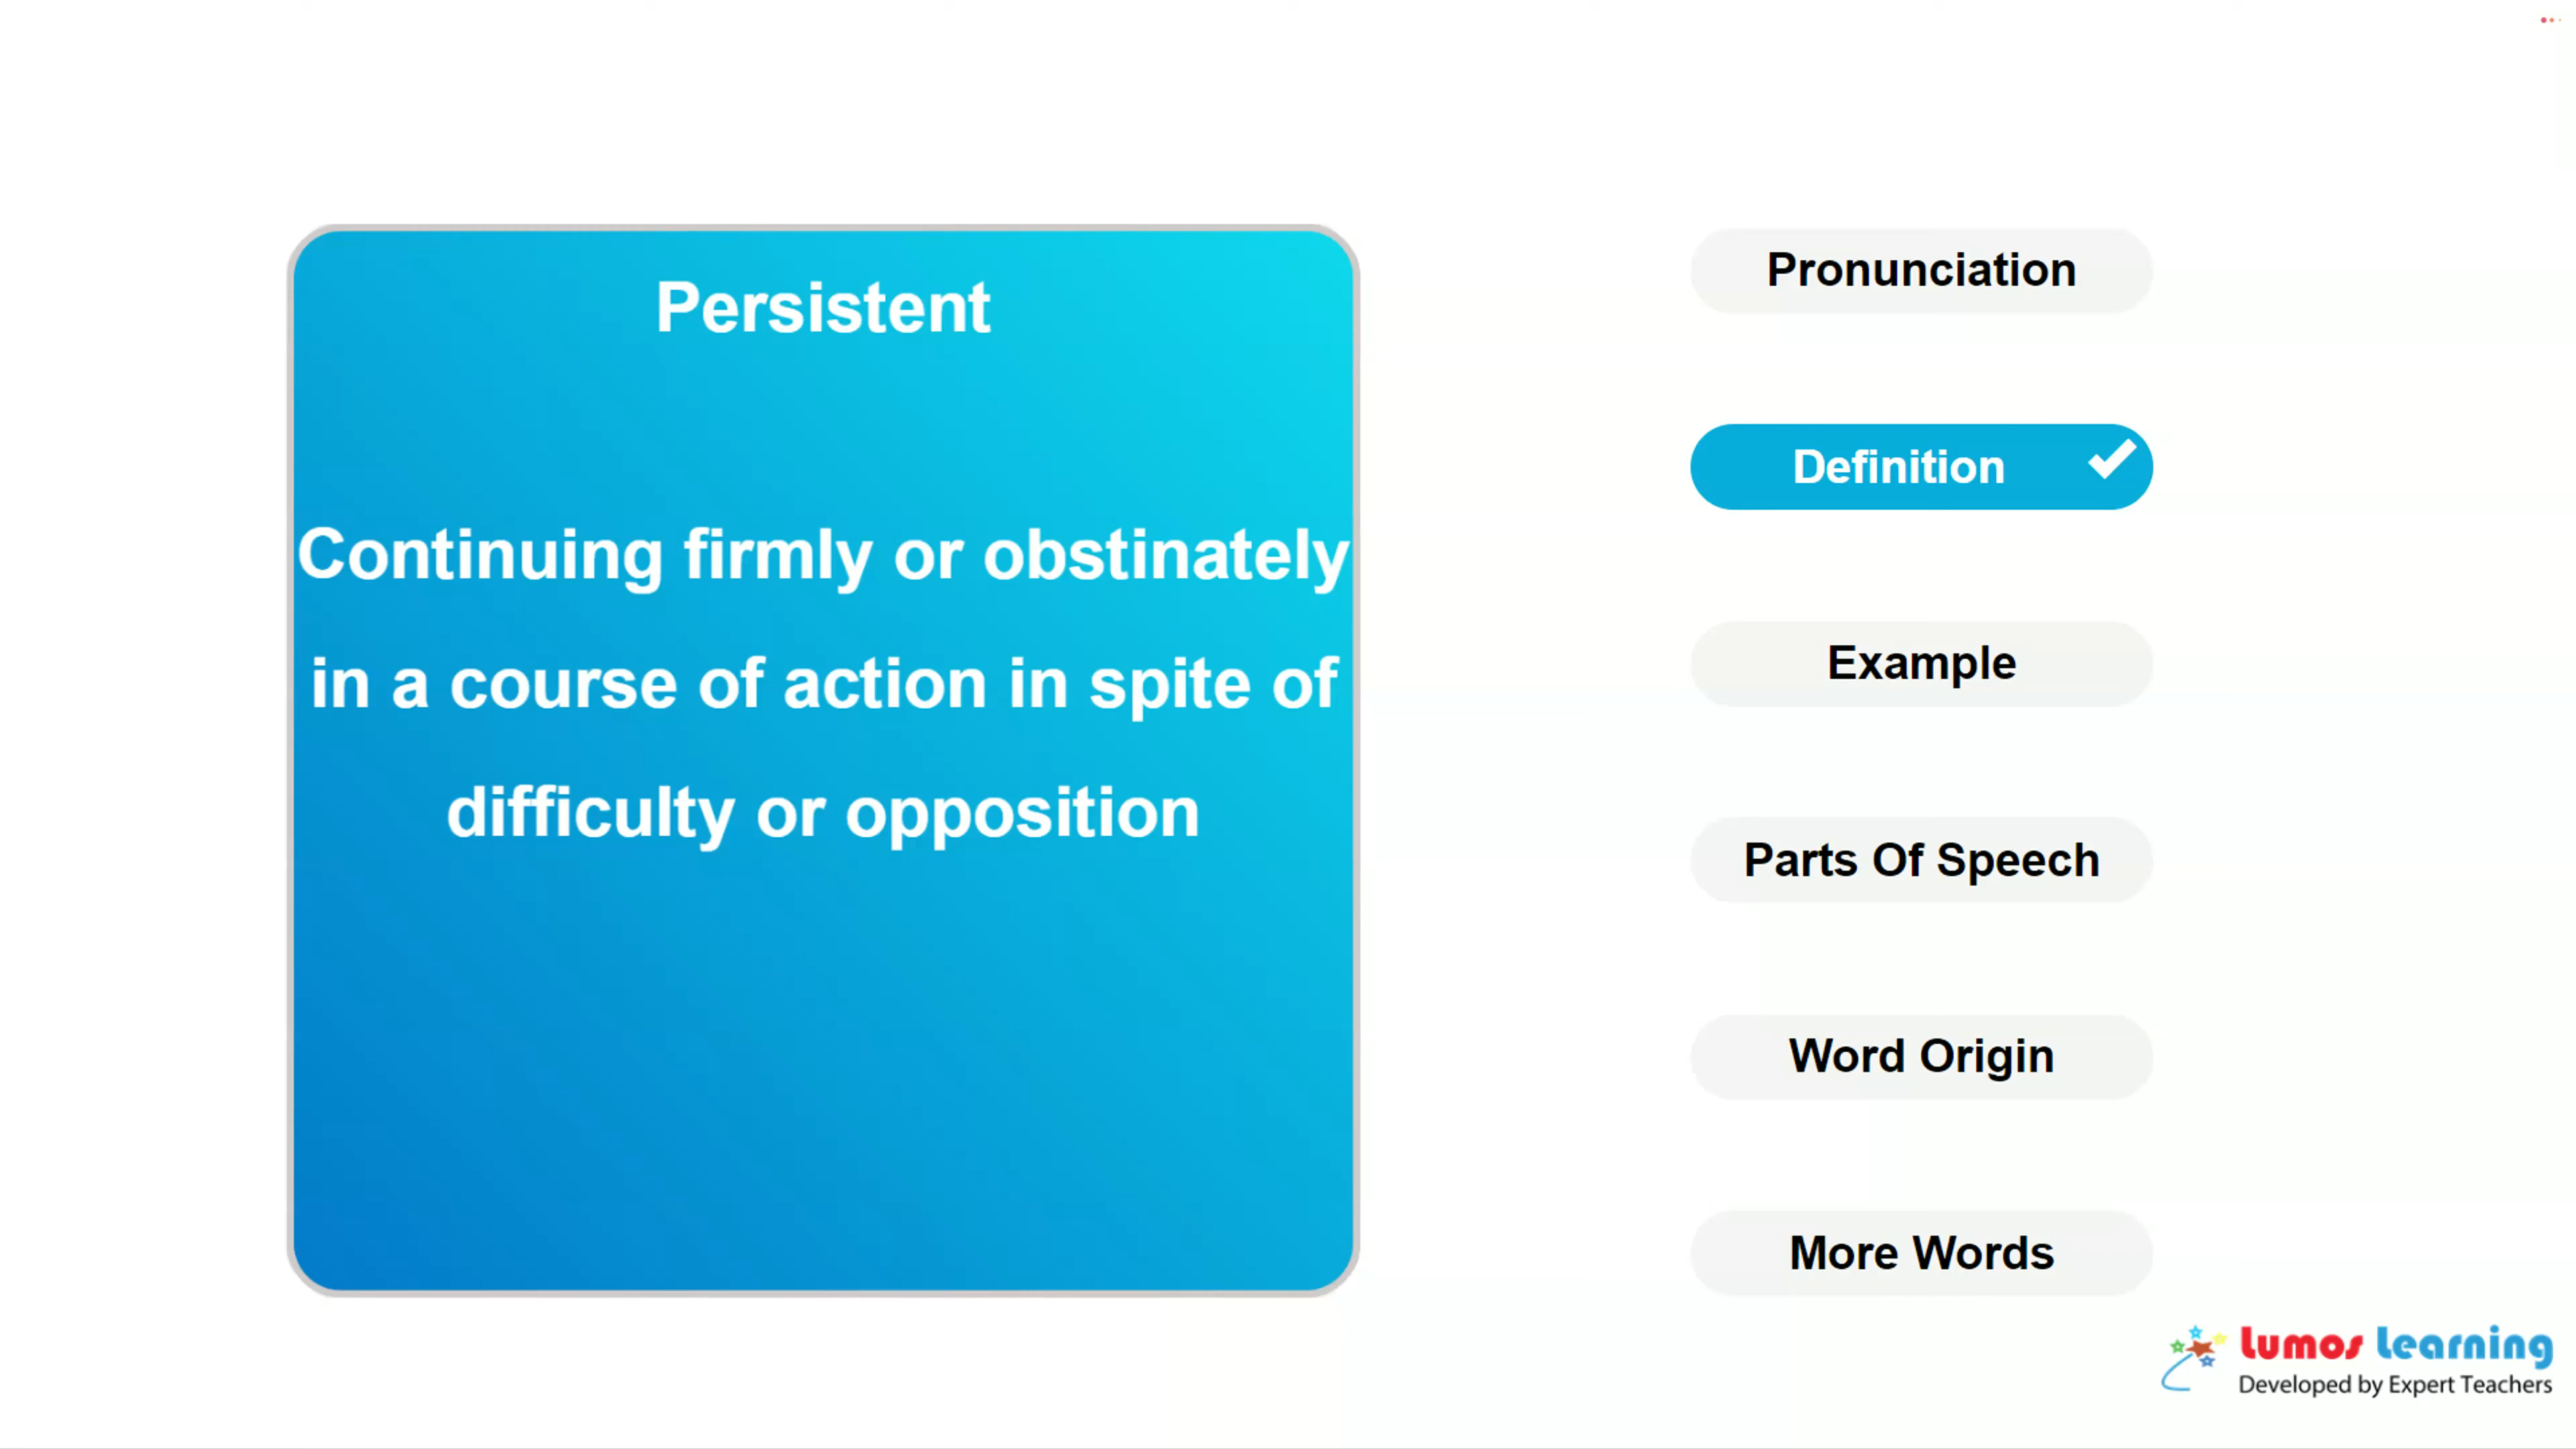 Persistent
Continuing firmly or obstinately
in a course of action in spite of
difficulty or opposition
Pronunciation
Definition
Example
Parts Of Speech
Word Origin
More Words
Lumos Learning
Developed by Expert Teachers